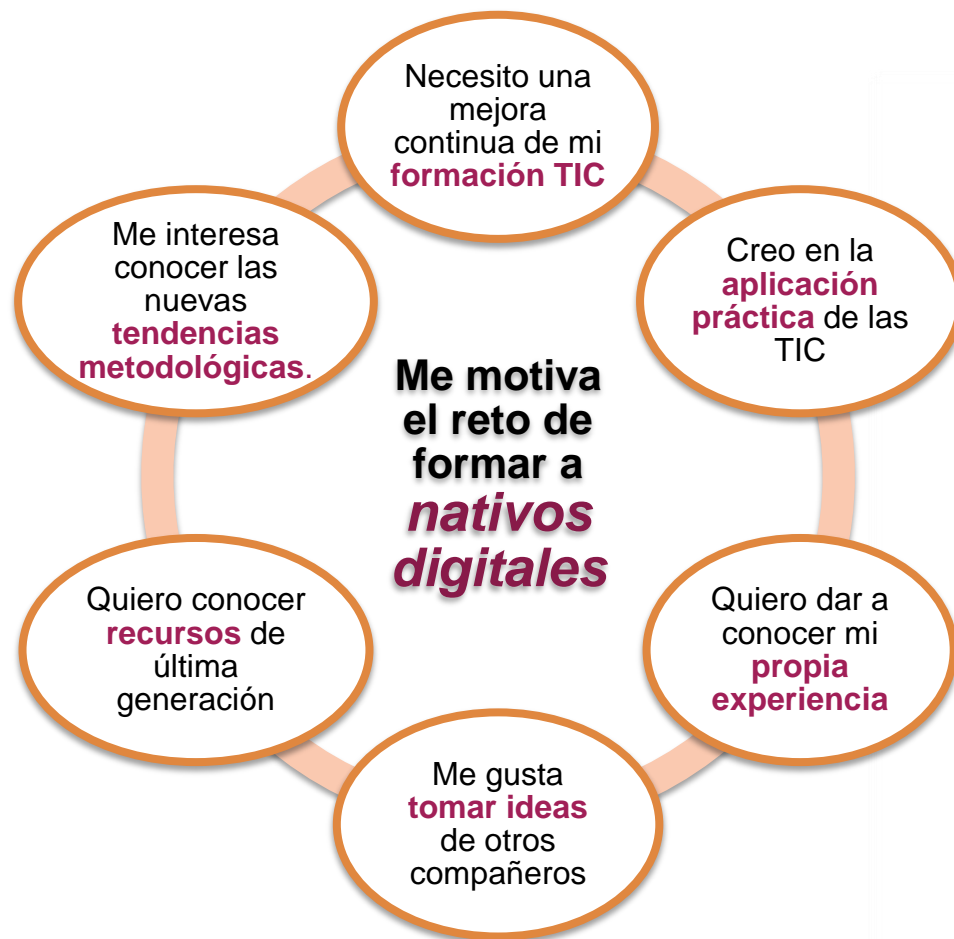 Necesito una
mejora
continua de mi
formación TIC
Creo en la
aplicación
práctica de las
TIC
Quiero dar a
conocer mi
propia
experiencia
Me gusta
tomar ideas
de otros
compañeros
Quiero conocer
recursos de
última
generación
Me interesa
conocer las
nuevas
tendencias
metodológicas.
Me motiva
el reto de
formar a
nativos
digitales